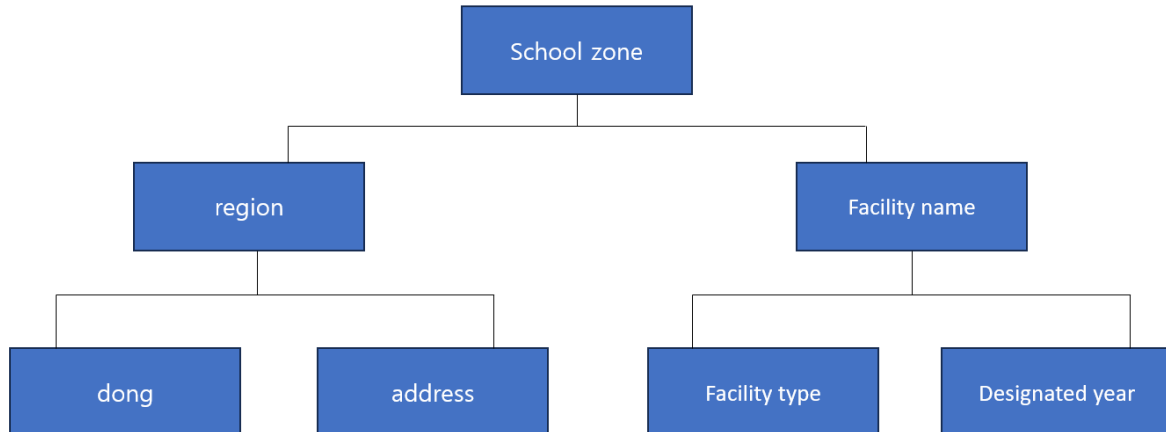 School zone
region
Facility name
dong
address
Facility type
Designated year